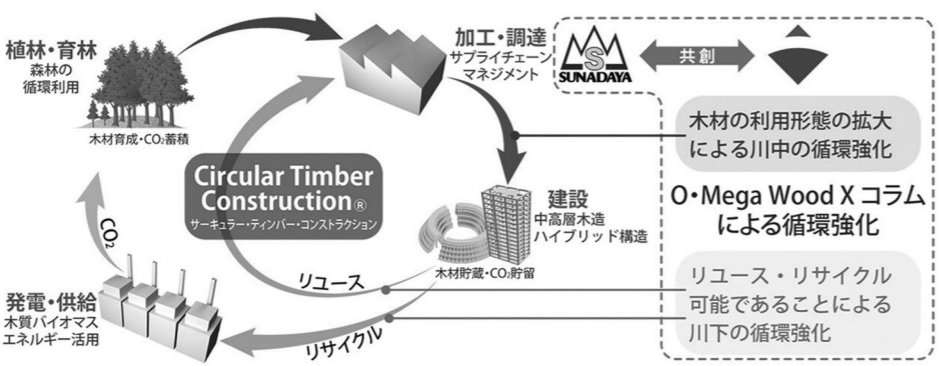 植林・育林
森林の
循環利用
木材育成・CO₂蓄積
加工・調達
サプライチェーン
マネジメント
S
SUNADAYA
共創
木材の利用形態の拡大
による川中の循環強化
Circular Timber
Construction®
サーキュラー・ティンバー・コンストラクション
建設
中高層木造
ハイブリッド構造
木材貯蔵・CO₂貯留
O・Mega Wood X コラム
による循環強化
CO₂
リユース
リユース・リサイクル
可能であることによる
川下の循環強化
発電・供給
木質バイオマス
エネルギー活用
リサイクル